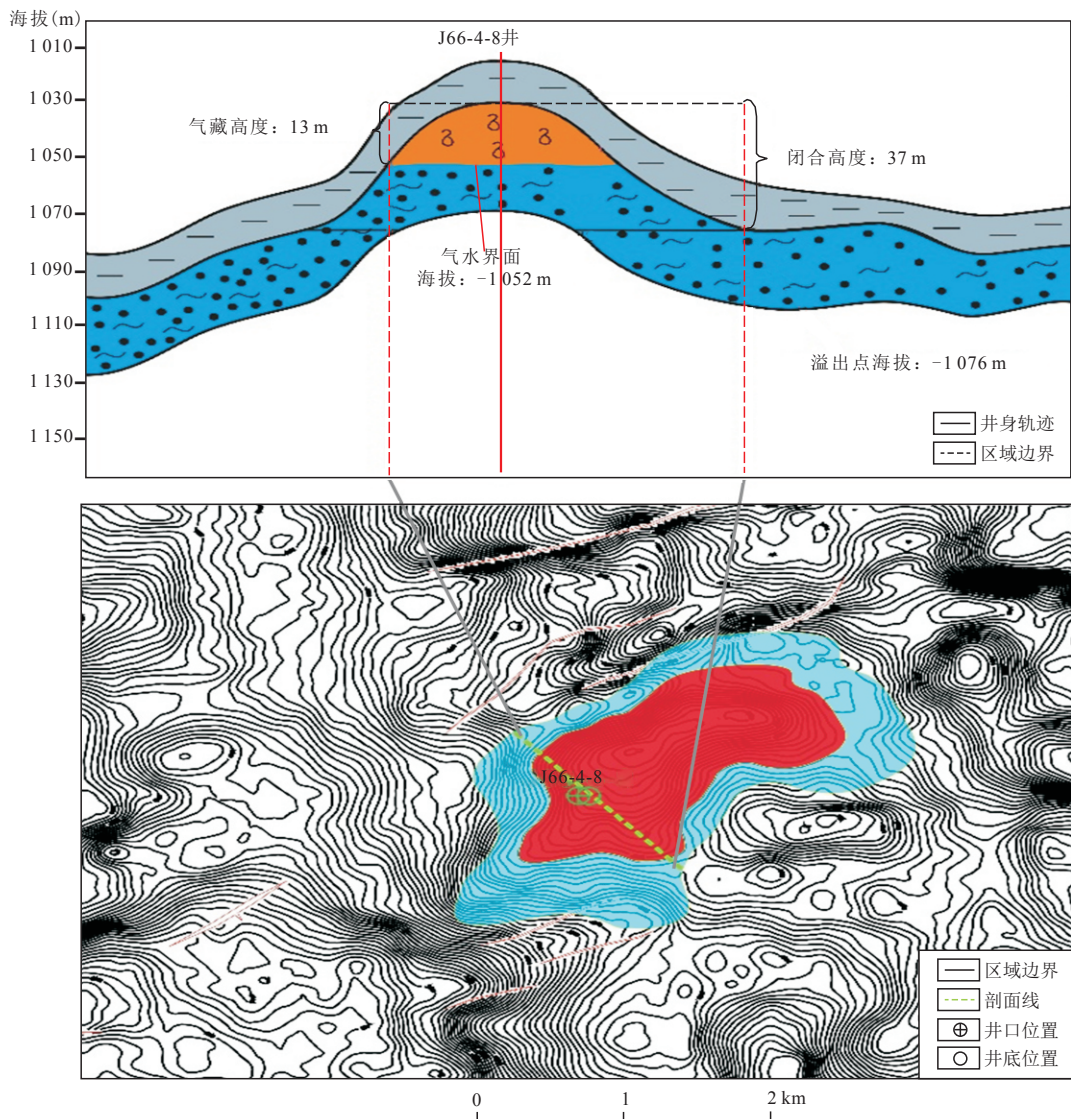 海拔(m)
1 010
1 030
1 050
1 070
1 090
1 110
1 130
1 150
J66-4-8井
气藏高度：13 m
闭合高度：37 m
气水界面
海拔：-1 052 m
溢出点海拔：-1 076 m
井身轨迹
区域边界
J66-4-8
区域边界
剖面线
井口位置
井底位置
0
1
2 km